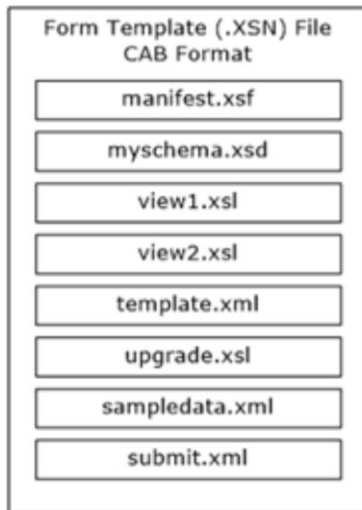 Form Template (.XSN) File
CAB Format
manifest.xsf
myschema.xsd
view1.xsl
view2.xsl
template.xml
upgrade.xsl
sampledata.xml
submit.xml